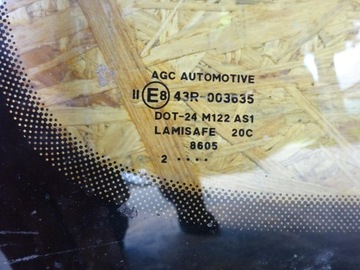 AGC AUTOMOTIVE
II E8 43R-003635
DOT-24 M122 AS1
LAMISAFE 20C
8605
2 ••••